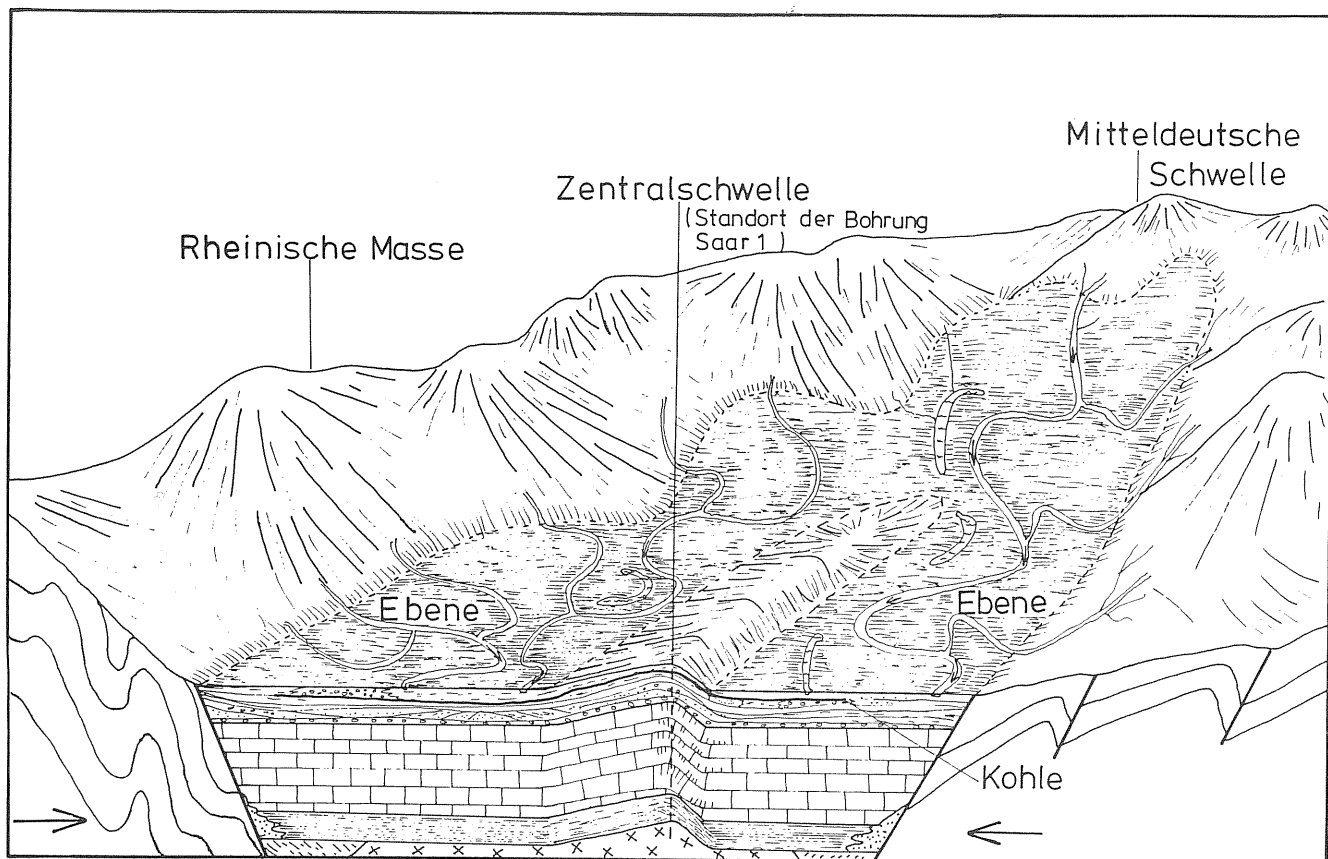 Mitteldeutsche
Schwelle
Zentralschwelle
(Standort der Bohrung
Saar 1)
Rheinische Masse
Ebene
Ebene
Kohle